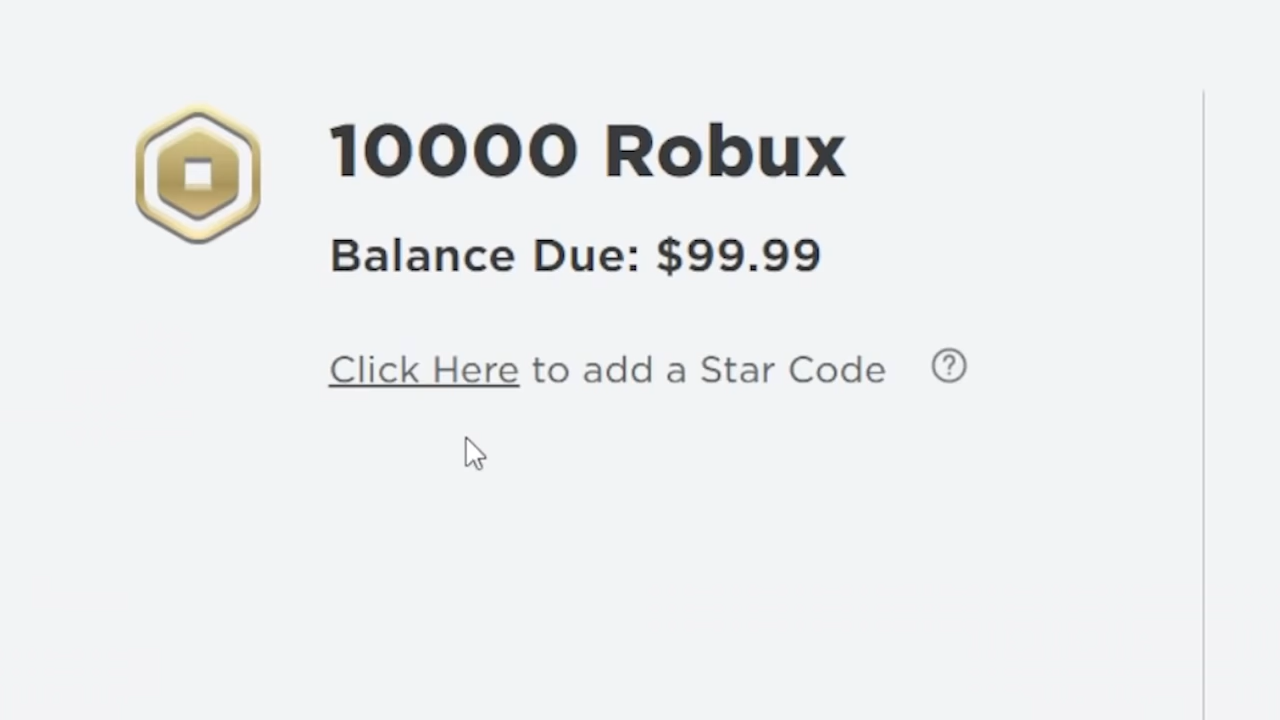 10000 Robux
Balance Due: $99.99
Click Here to add a Star Code ?